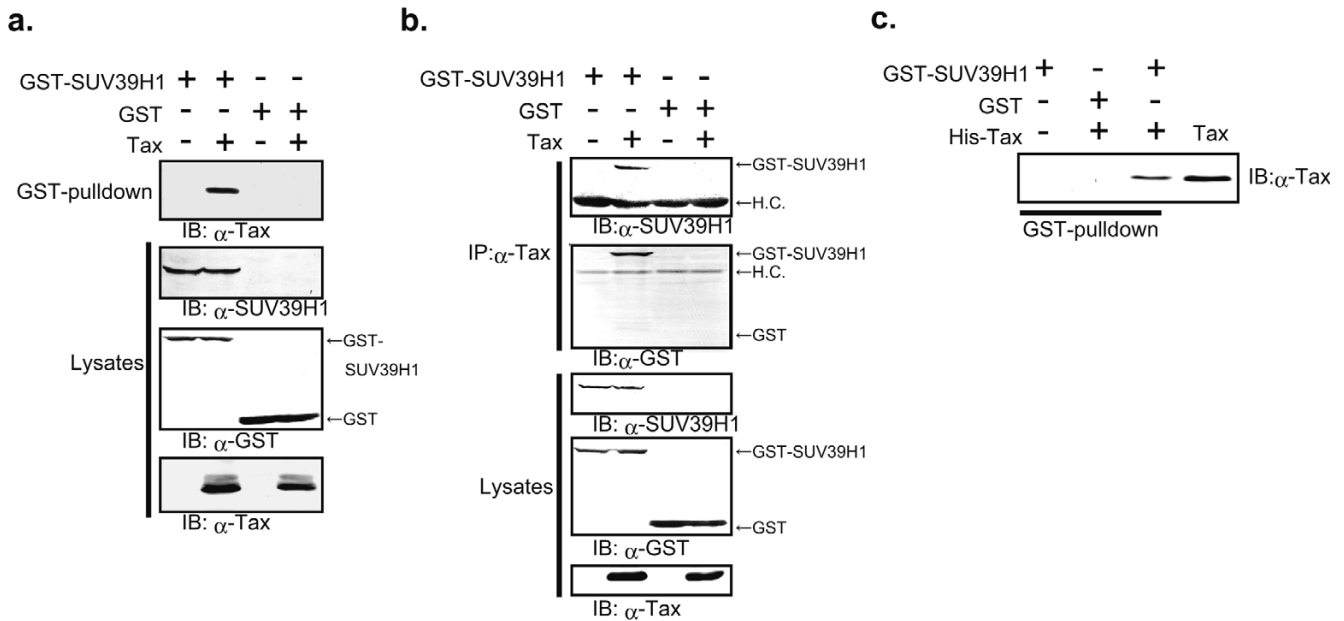 a.
GST-SUV39H1 + + - -
GST - - + +
Tax - + - +
GST-pulldown
IB: α-Tax
IB: α-SUV39H1
Lysates
←GST-
SUV39H1
←GST
IB: α-GST
IB: α-Tax
b.
GST-SUV39H1 + + - -
GST - - + +
Tax - + - +
←GST-SUV39H1
←H.C.
IB:α-SUV39H1
IP:α-Tax
←GST-SUV39H1
←H.C.
←GST
IB:α-GST
IB: α-SUV39H1
Lysates
←GST-SUV39H1
←GST
IB: α-GST
IB: α-Tax
c.
GST-SUV39H1 + - +
GST - + -
His-Tax - + + Tax
IB:α-Tax
GST-pulldown